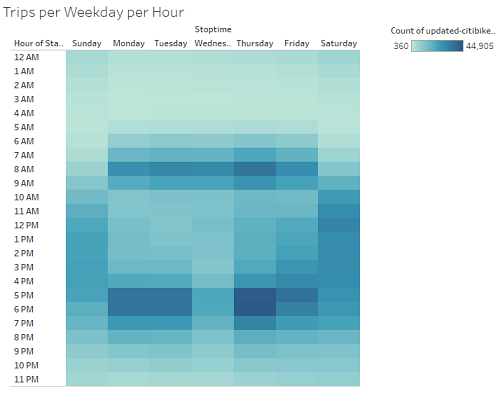 Trips per Weekday per Hour
Stoptime
Hour of Sta.. Sunday Monday Tuesday Wednes.. Thursday Friday Saturday
12 AM
1 AM
2 AM
3 AM
4 AM
5 AM
6 AM
7 AM
8 AM
9 AM
10 AM
11 AM
12 PM
1 PM
2 PM
3 PM
4 PM
5 PM
6 PM
7 PM
8 PM
9 PM
10 PM
11 PM
Count of updated-citibike..
360 44,905